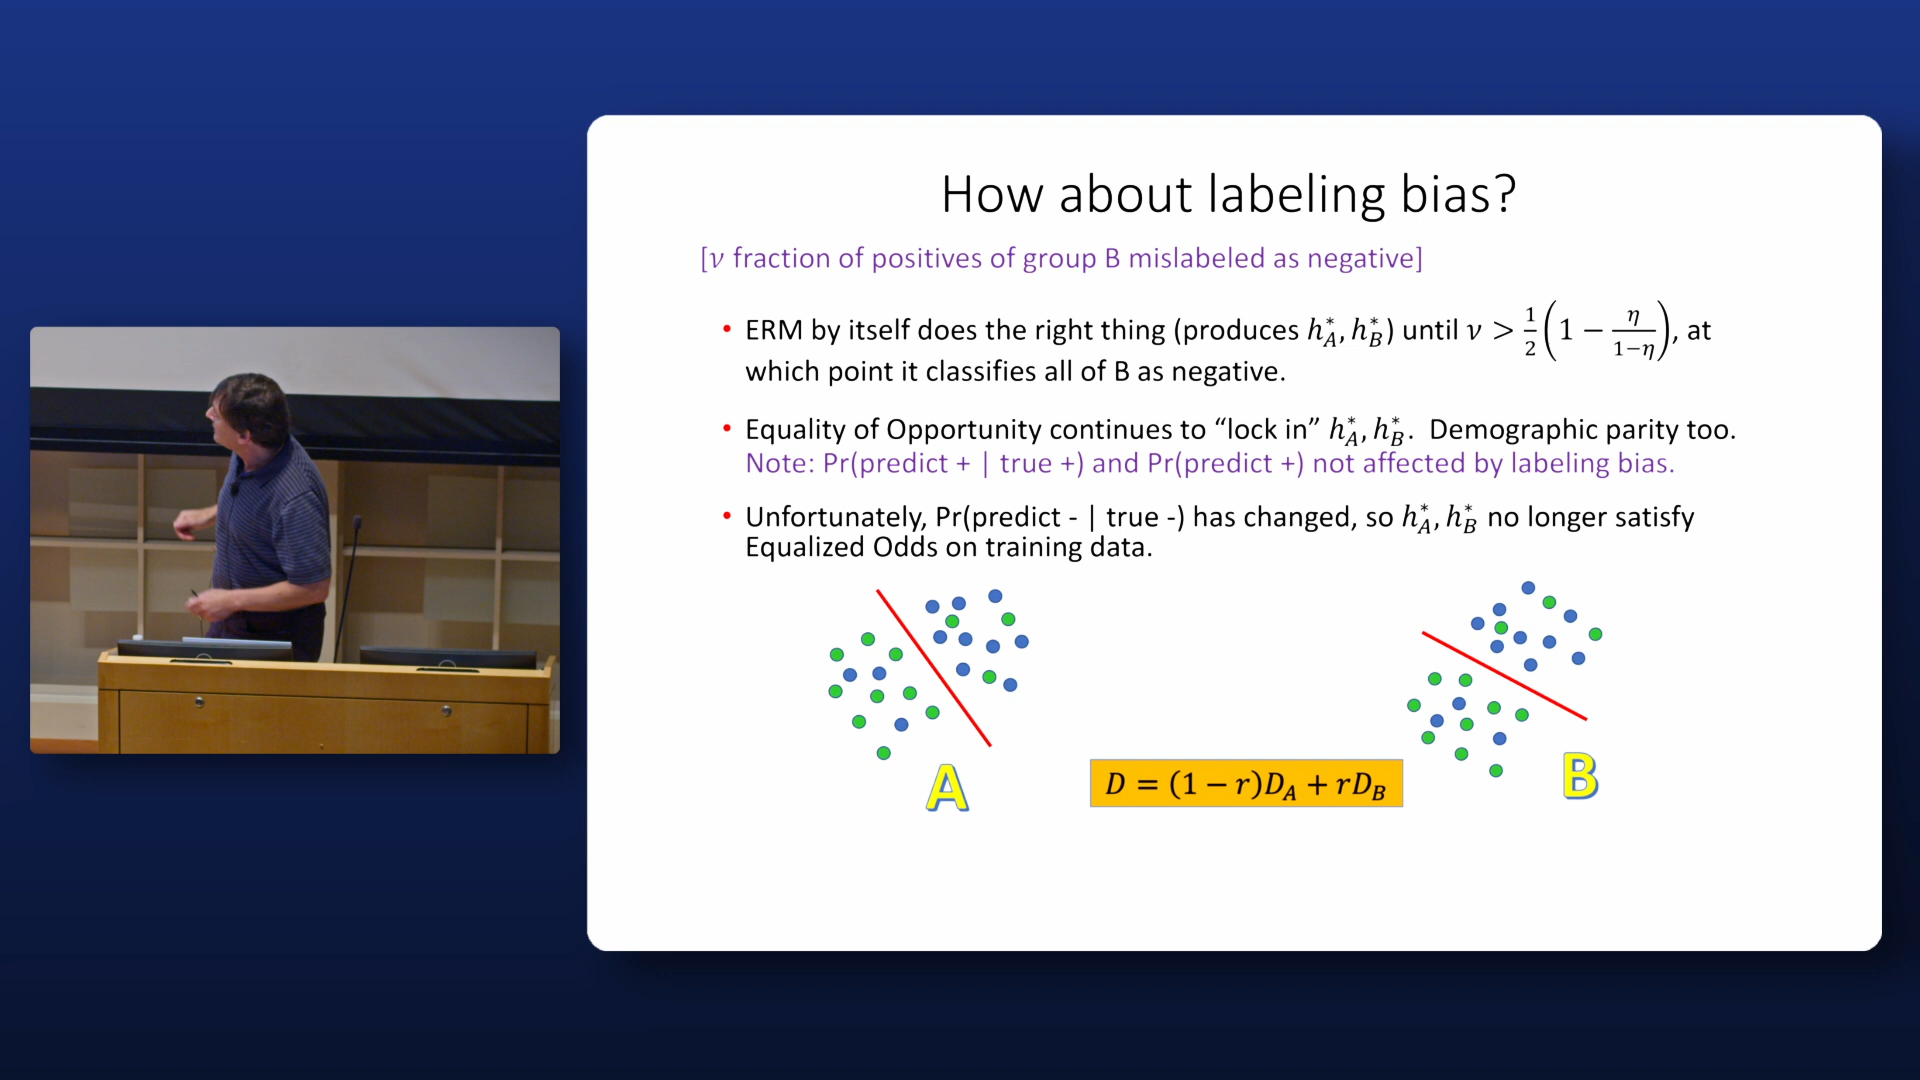 How about labeling bias?
[ν fraction of positives of group B mislabeled as negative]
• ERM by itself does the right thing (produces h*_A, h*_B) until ν > 1/2(1 − η/(1−η)), at
which point it classifies all of B as negative.
• Equality of Opportunity continues to “lock in” h*_A, h*_B. Demographic parity too.
Note: Pr(predict + | true +) and Pr(predict +) not affected by labeling bias.
• Unfortunately, Pr(predict - | true -) has changed, so h*_A, h*_B no longer satisfy
Equalized Odds on training data.
A
D = (1 − r)D_A + rD_B
B